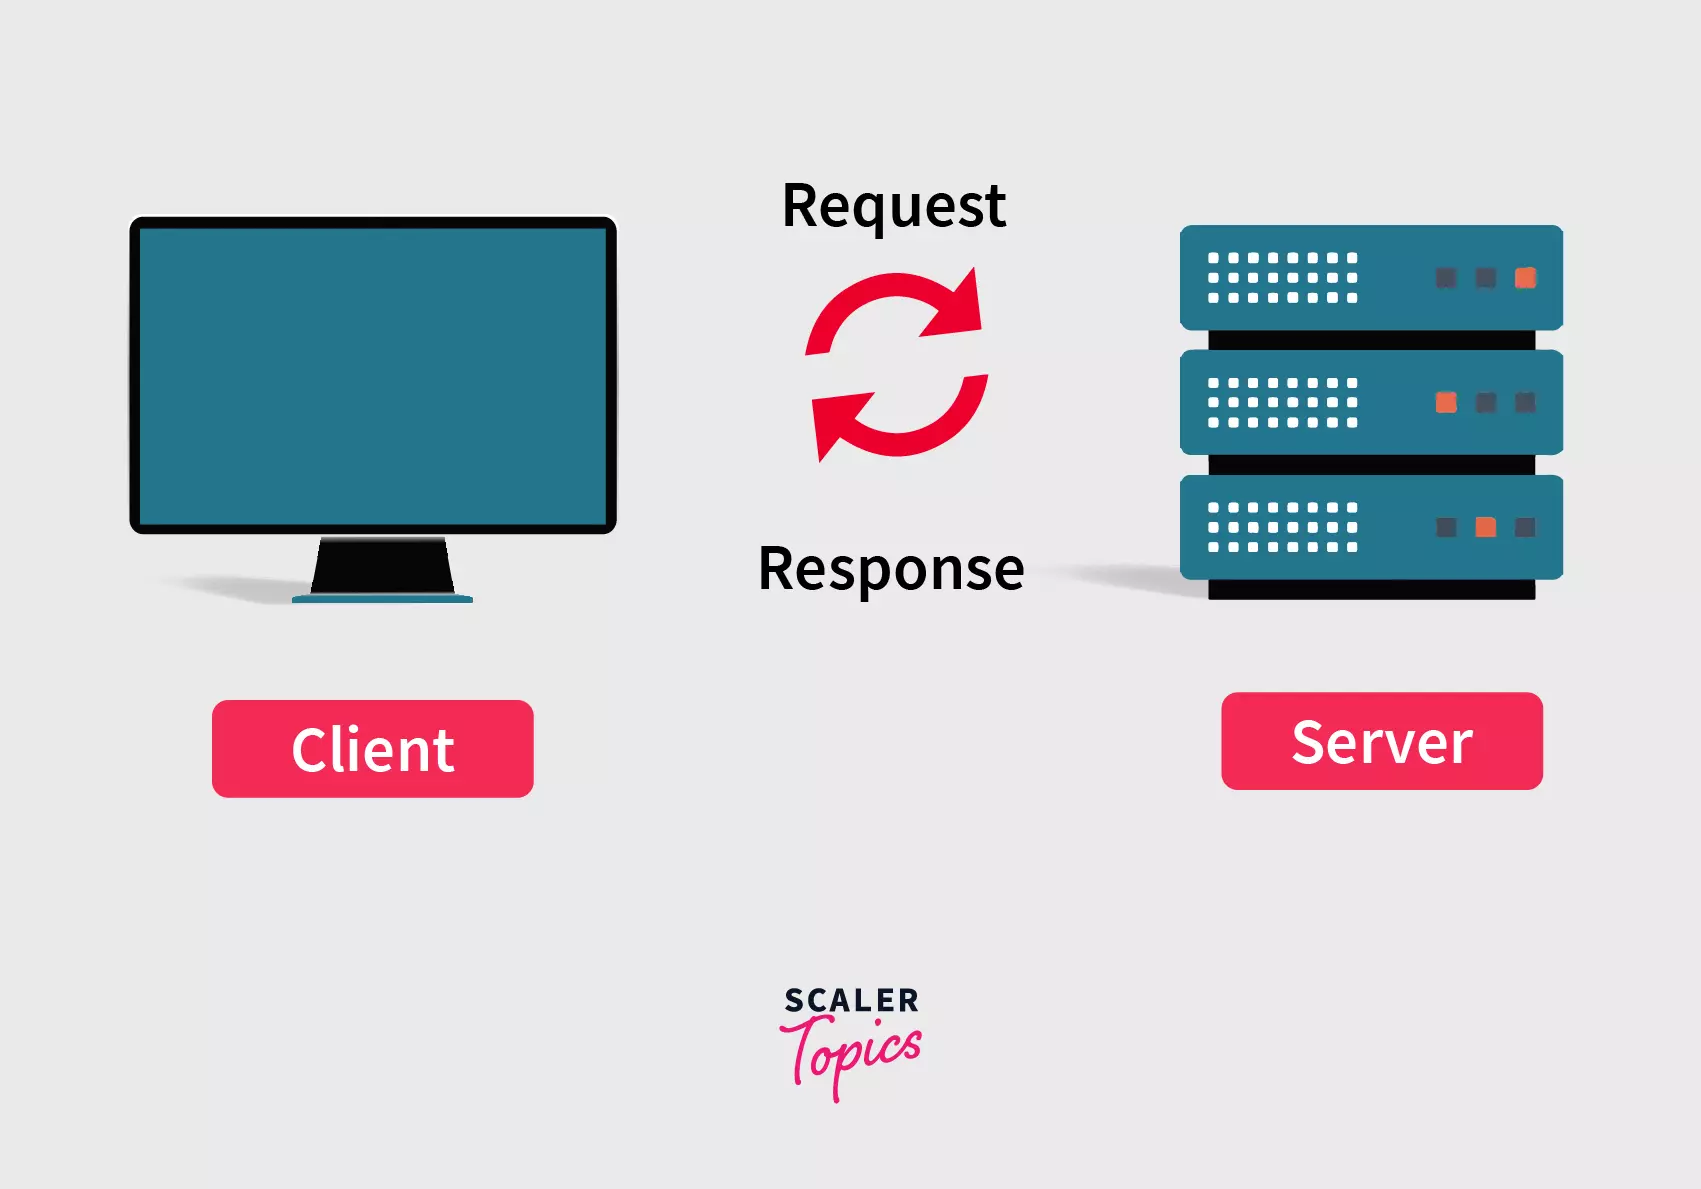 Request
Response
Client
Server
SCALER
Topics